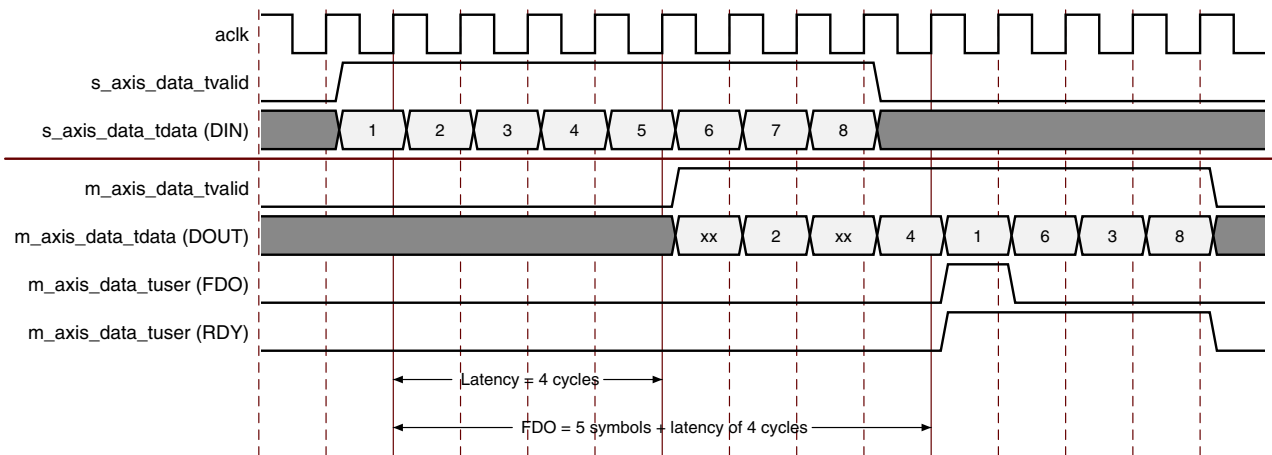 aclk
s_axis_data_tvalid
s_axis_data_tdata (DIN) 1 2 3 4 5 6 7 8
m_axis_data_tvalid
m_axis_data_tdata (DOUT) xx 2 xx 4 1 6 3 8
m_axis_data_tuser (FDO)
m_axis_data_tuser (RDY)
Latency = 4 cycles
FDO = 5 symbols + latency of 4 cycles